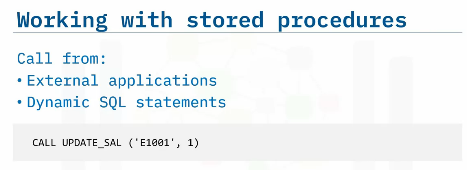 Working with stored procedures
Call from:
• External applications
• Dynamic SQL statements
CALL UPDATE_SAL ('E1001', 1)